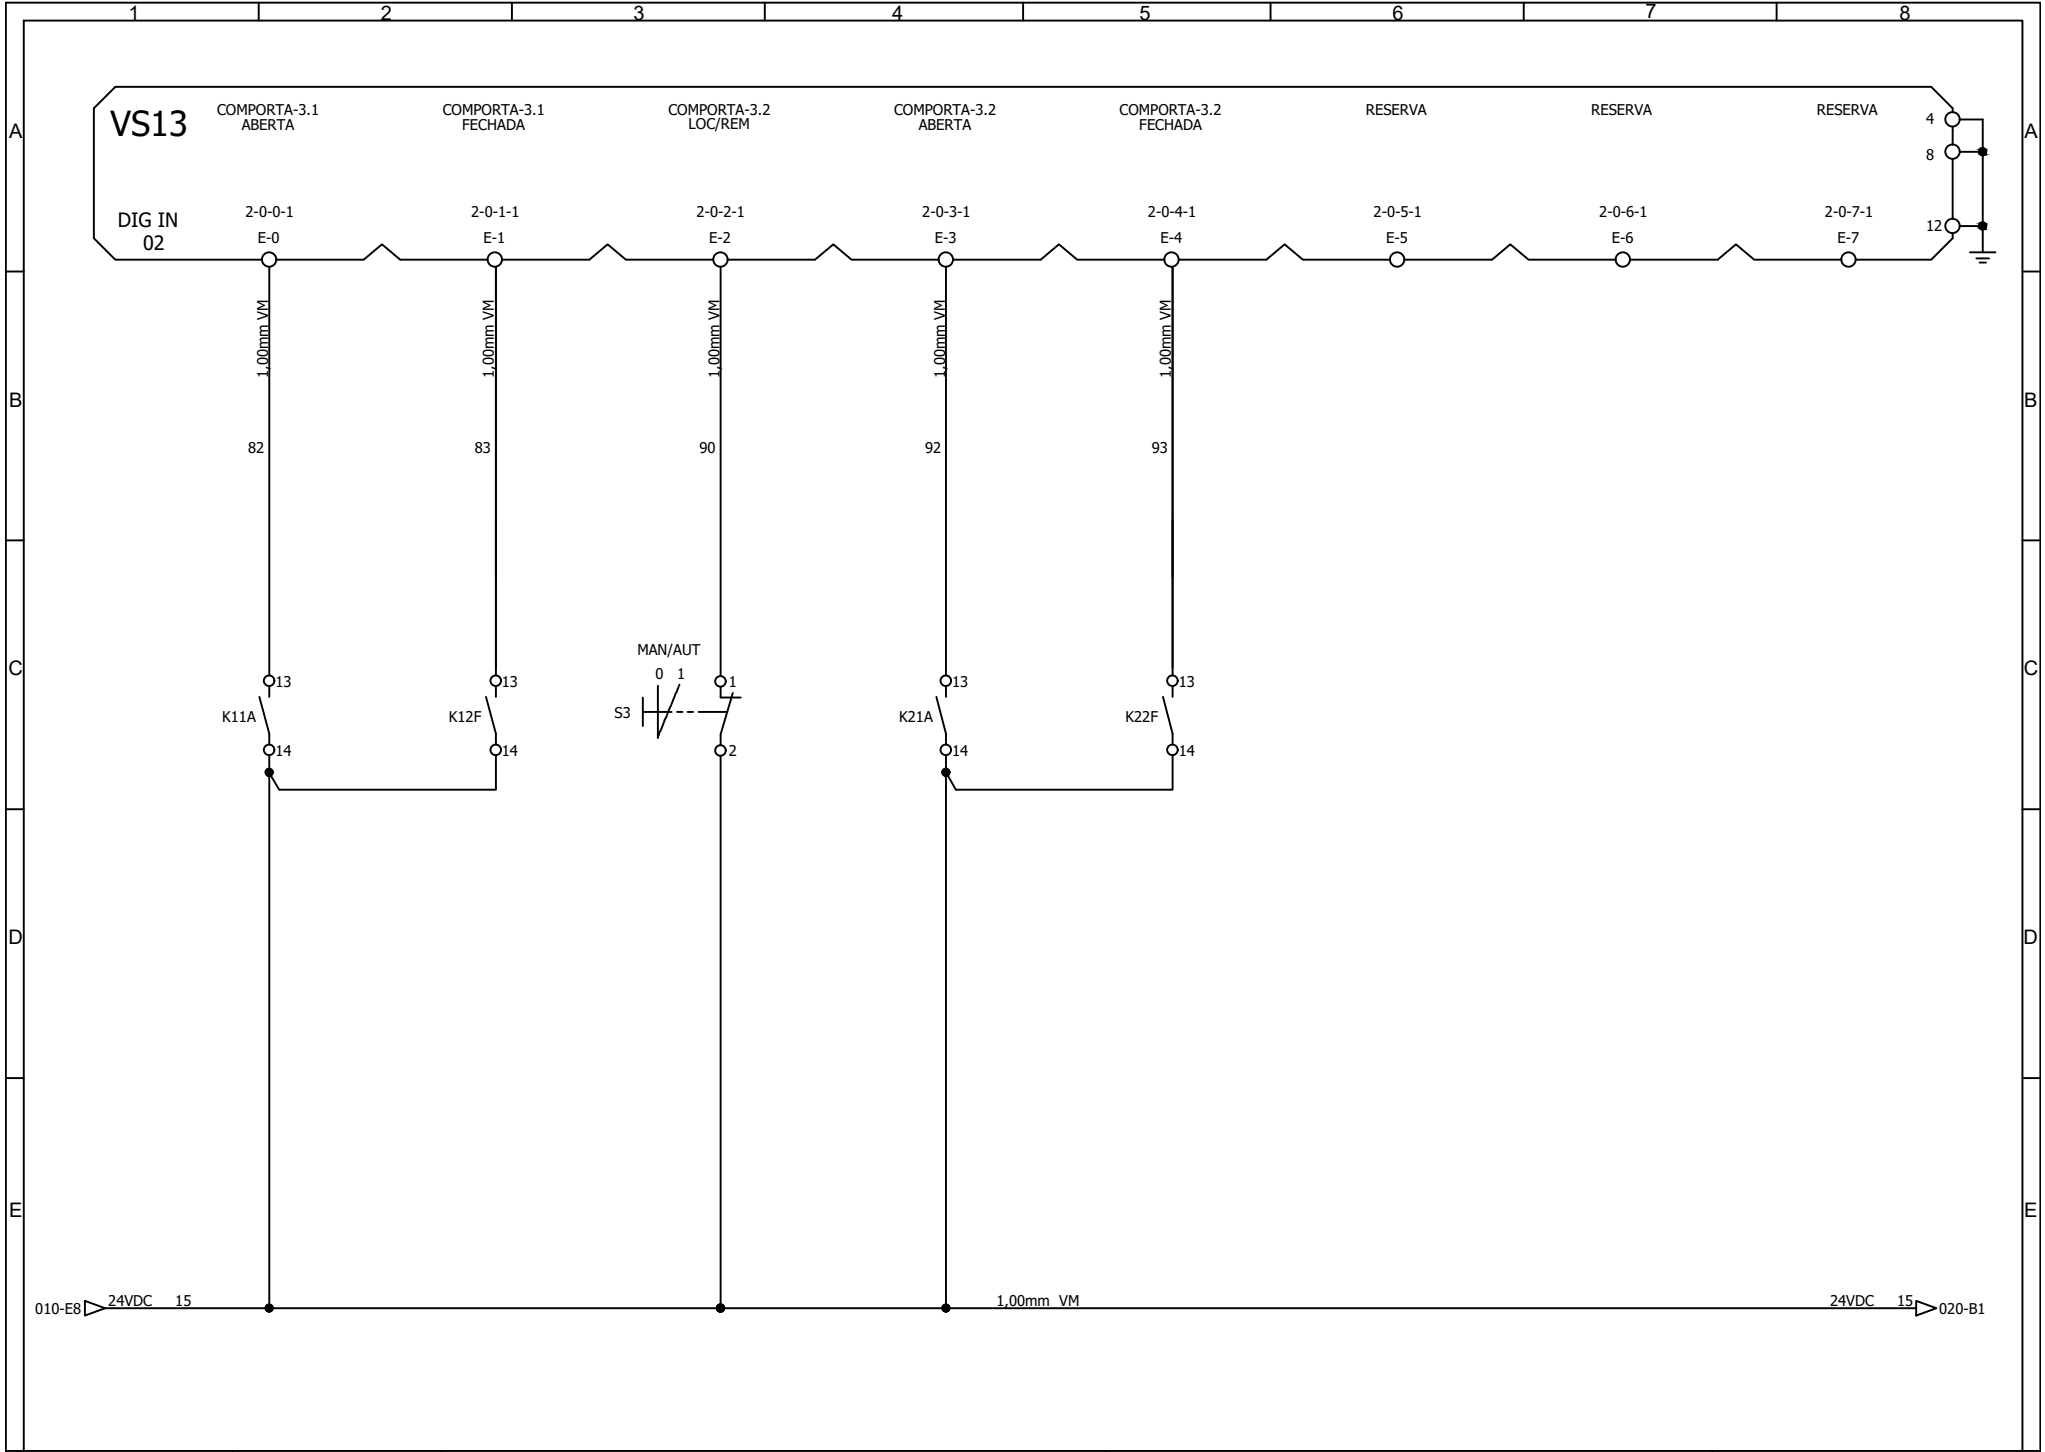 1 2 3 4 5 6 7 8
A A
VS13
COMPORTA-3.1
ABERTA
COMPORTA-3.1
FECHADA
COMPORTA-3.2
LOC/REM
COMPORTA-3.2
ABERTA
COMPORTA-3.2
FECHADA
RESERVA
RESERVA
RESERVA
4
8
12
DIG IN
02
2-0-0-1 2-0-1-1 2-0-2-1 2-0-3-1 2-0-4-1 2-0-5-1 2-0-6-1 2-0-7-1
E-0 E-1 E-2 E-3 E-4 E-5 E-6 E-7
1,00mm VM 1,00mm VM 1,00mm VM 1,00mm VM 1,00mm VM
B B
82 83 90 92 93
MAN/AUT
0 1
C C
13 13 1 13 13
K11A K12F S3 K21A K22F
14 14 2 14 14
D D
E E
010-E8 24VDC 15 1,00mm VM 24VDC 15 020-B1